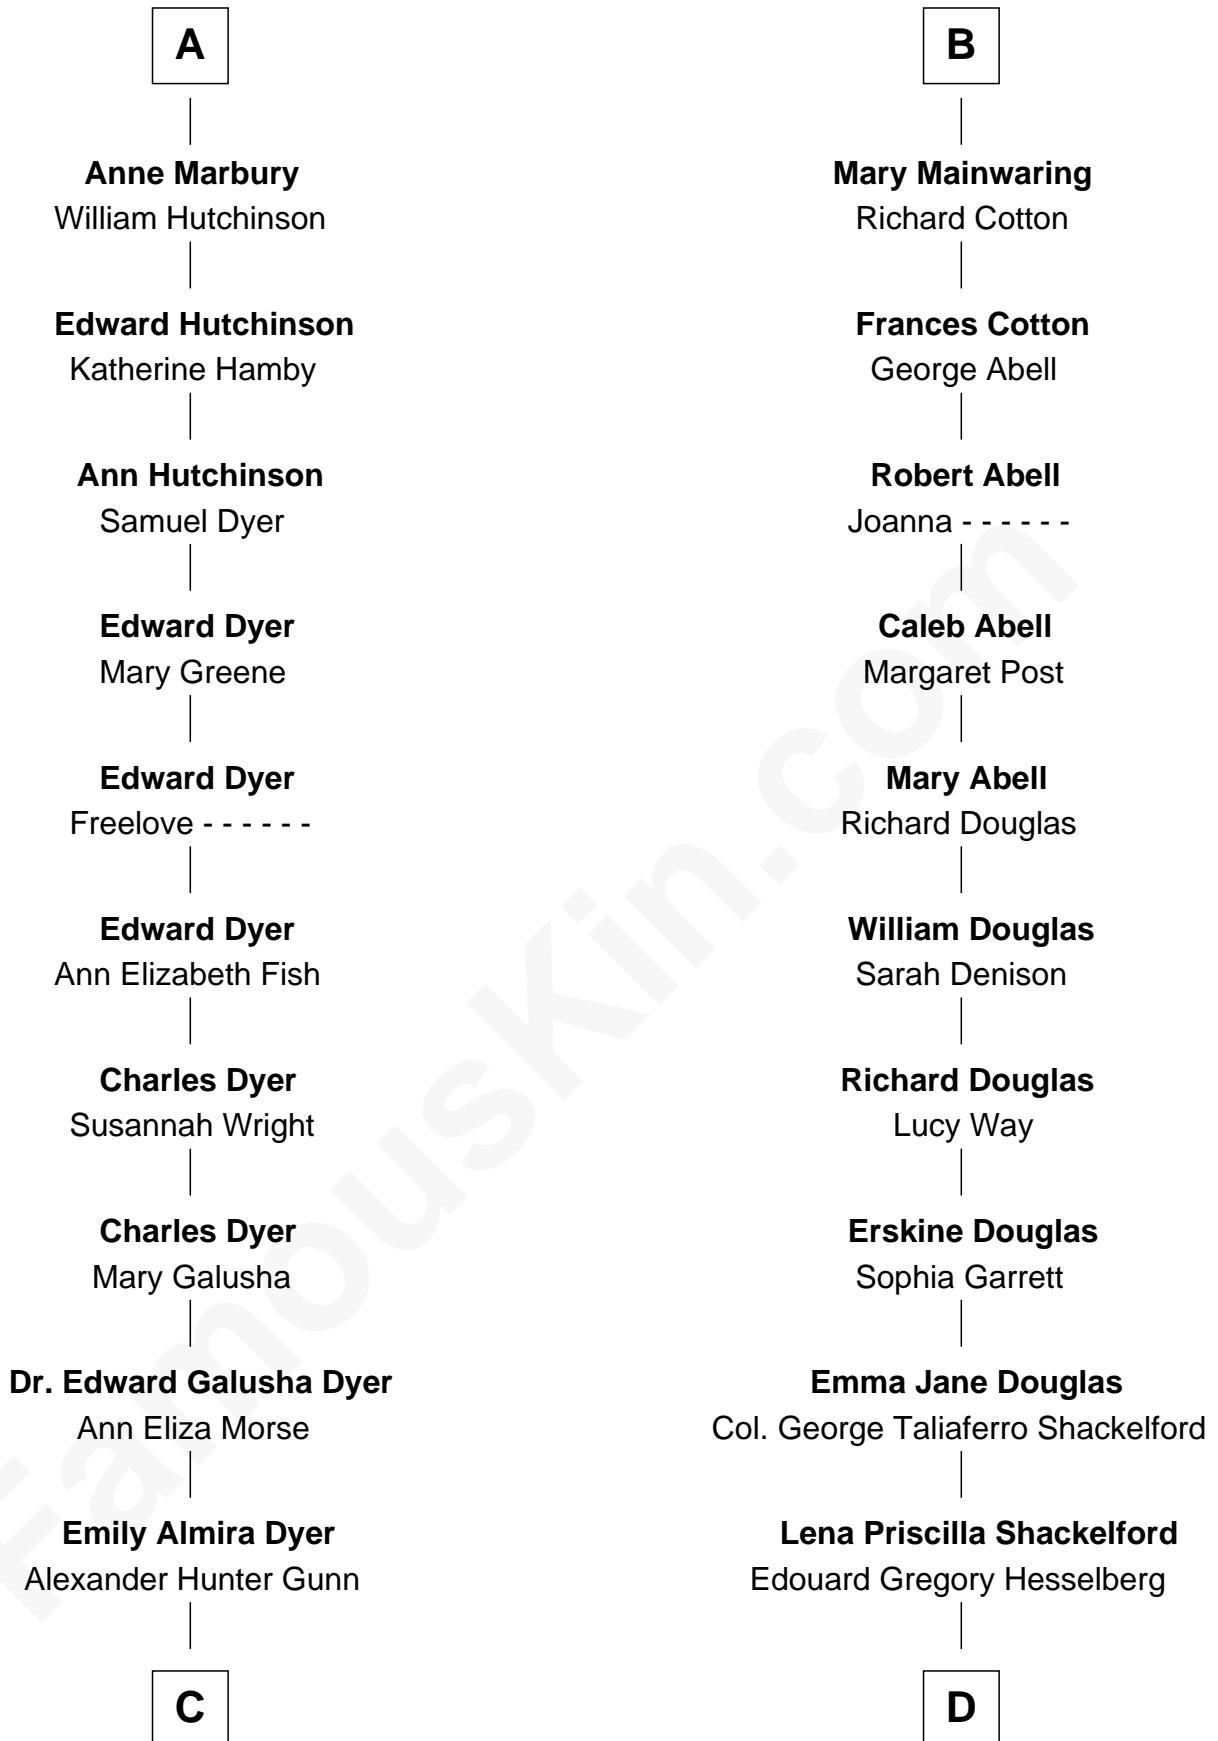 A
Anne Marbury
William Hutchinson
Edward Hutchinson
Katherine Hamby
Ann Hutchinson
Samuel Dyer
Edward Dyer
Mary Greene
Edward Dyer
Freelove - - - - - -
Edward Dyer
Ann Elizabeth Fish
Charles Dyer
Susannah Wright
Charles Dyer
Mary Galusha
Dr. Edward Galusha Dyer
Ann Eliza Morse
Emily Almira Dyer
Alexander Hunter Gunn
C
B
Mary Mainwaring
Richard Cotton
Frances Cotton
George Abell
Robert Abell
Joanna - - - - - -
Caleb Abell
Margaret Post
Mary Abell
Richard Douglas
William Douglas
Sarah Denison
Richard Douglas
Lucy Way
Erskine Douglas
Sophia Garrett
Emma Jane Douglas
Col. George Taliaferro Shackelford
Lena Priscilla Shackelford
Edouard Gregory Hesselberg
D
FamousKin.com